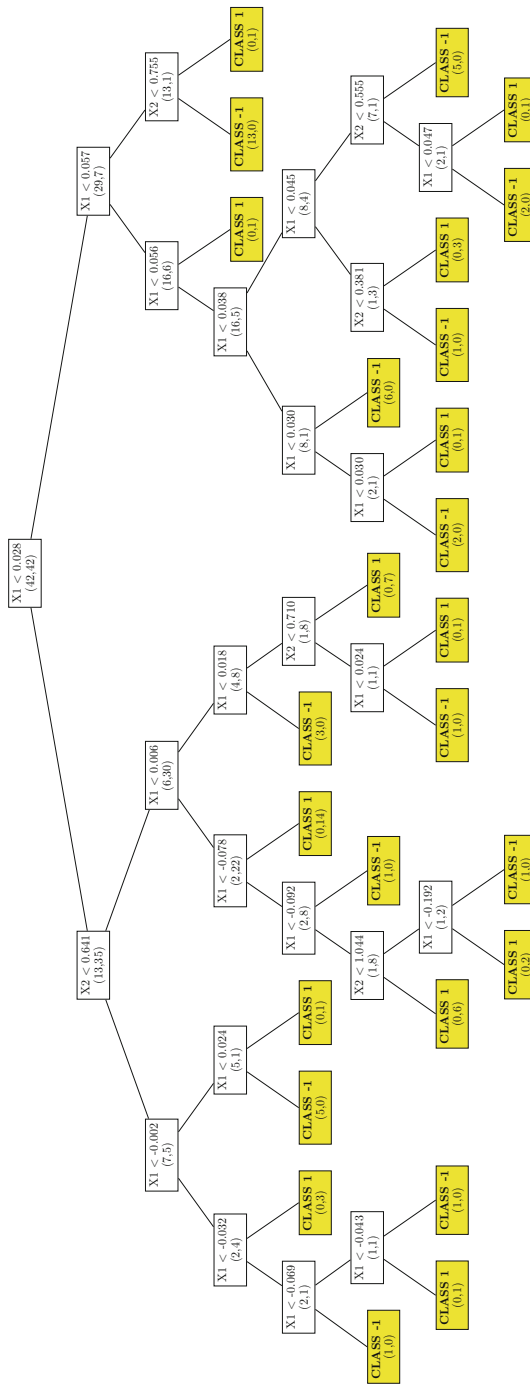 X1 < 0.028
(42,42)
X2 < 0.641
(13,35)
X1 < 0.057
(29,7)
X1 < -0.002
(7,5)
X1 < 0.006
(6,30)
X1 < 0.056
(16,6)
X2 < 0.755
(13,1)
X1 < -0.032
(2,4)
X1 < 0.024
(5,1)
X1 < -0.078
(2,22)
X1 < 0.018
(4,8)
X1 < 0.038
(16,5)
CLASS 1
(0,1)
CLASS -1
(13,0)
CLASS 1
(0,1)
X1 < -0.069
(2,1)
CLASS 1
(0,3)
CLASS -1
(5,0)
CLASS 1
(0,1)
X1 < -0.092
(2,8)
CLASS 1
(0,14)
CLASS -1
(3,0)
X2 < 0.710
(1,8)
X1 < 0.030
(8,1)
X1 < 0.045
(8,4)
CLASS -1
(1,0)
X1 < -0.043
(1,1)
X2 < 1.044
(1,8)
CLASS -1
(1,0)
X1 < 0.024
(1,1)
CLASS 1
(0,7)
X1 < 0.030
(2,1)
CLASS -1
(6,0)
X2 < 0.381
(1,3)
X2 < 0.555
(7,1)
CLASS 1
(0,1)
CLASS -1
(1,0)
CLASS 1
(0,6)
X1 < -0.192
(1,2)
CLASS -1
(1,0)
CLASS 1
(0,1)
CLASS -1
(2,0)
CLASS 1
(0,1)
CLASS -1
(1,0)
CLASS 1
(0,3)
X1 < 0.047
(2,1)
CLASS -1
(5,0)
CLASS 1
(0,2)
CLASS -1
(1,0)
CLASS -1
(2,0)
CLASS 1
(0,1)